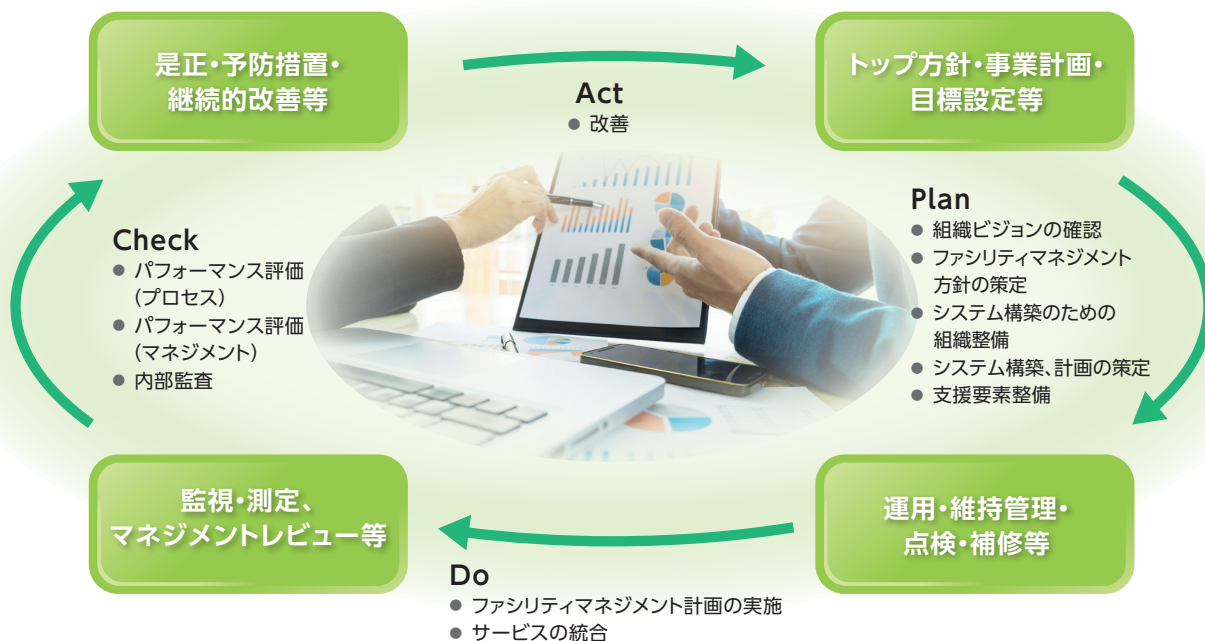 是正・予防措置・
継続的改善等
Act
● 改善
トップ方針・事業計画・
目標設定等
Plan
● 組織ビジョンの確認
● ファシリティマネジメント
方針の策定
● システム構築のための
組織整備
● システム構築、計画の策定
● 支援要素整備
Check
● パフォーマンス評価
(プロセス)
● パフォーマンス評価
(マネジメント)
● 内部監査
監視・測定、
マネジメントレビュー等
運用・維持管理・
点検・補修等
Do
● ファシリティマネジメント計画の実施
● サービスの統合